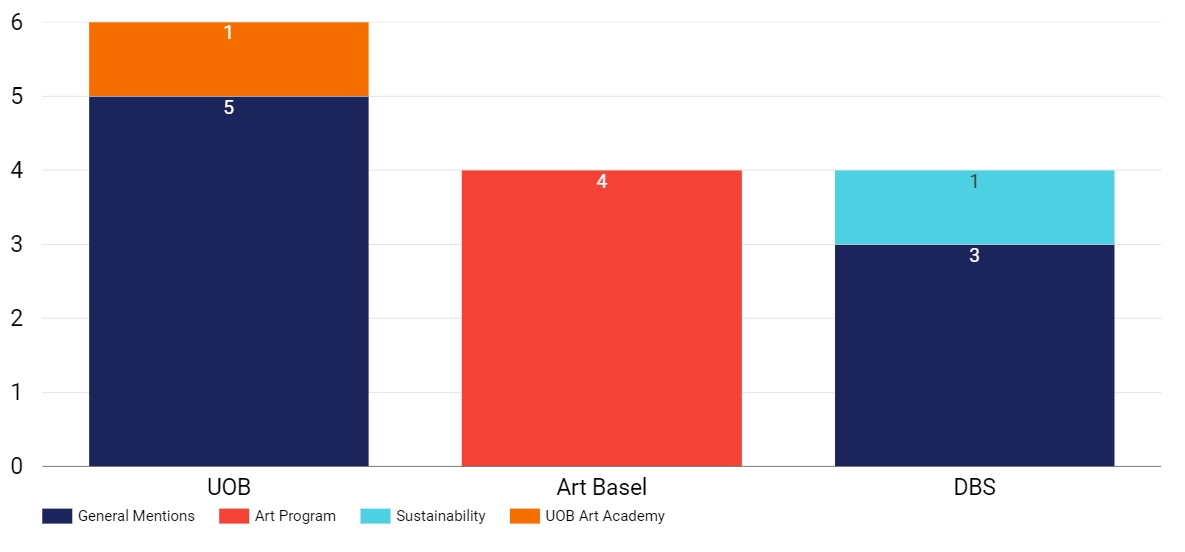 6
1
5
5
4
4
1
3
3
2
1
0
UOB
Art Basel
DBS
General Mentions
Art Program
Sustainability
UOB Art Academy